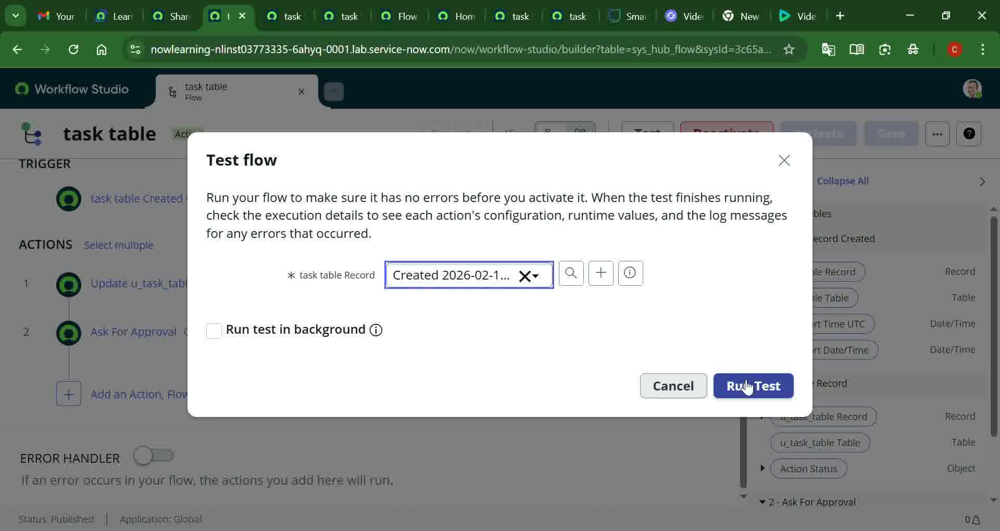 Your
Lear
Shar
t
task
task
Flow
Hom
task
task
Sma
Vide
New
Vide
nowlearning-nlinst03773335-6ahyq-0001.lab.service-now.com/now/workflow-studio/builder?table=sys_hub_flow&sysId=3c65a...
C
Workflow Studio
task table
Flow
task table
Acti
Test
Deactivate
Save
TRIGGER
task table Created
ACTIONS Select multiple
1 Update u_task_tabl
2 Ask For Approval
Add an Action, Flow
ERROR HANDLER
If an error occurs in your flow, the actions you add here will run.
Status: Published | Application: Global
Test flow
Run your flow to make sure it has no errors before you activate it. When the test finishes running,
check the execution details to see each action's configuration, runtime values, and the log messages
for any errors that occurred.
* task table Record
Created 2026-02-1...
Run test in background
Cancel
Run Test
Collapse All
bles
ecord Created
ble Record Record
ble Table Table
rt Time UTC Date/Time
rt Date/Time Date/Time
Record
u_task_table Record Record
u_task_table Table Table
Action Status Object
2 - Ask For Approval
0